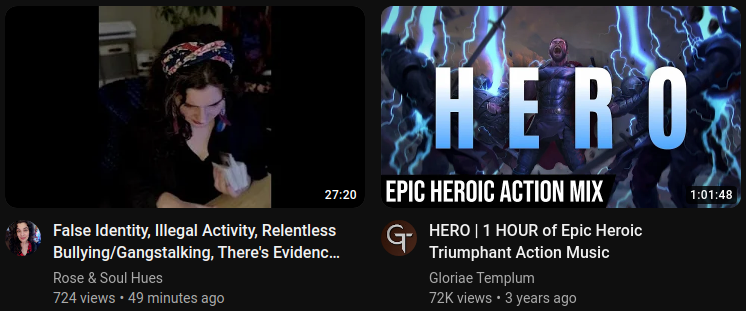 27:20
False Identity, Illegal Activity, Relentless
Bullying/Gangstalking, There's Evidenc...
Rose & Soul Hues
724 views • 49 minutes ago
HERO
EPIC HEROIC ACTION MIX
1:01:48
GT
HERO | 1 HOUR of Epic Heroic
Triumphant Action Music
Gloriae Templum
72K views • 3 years ago